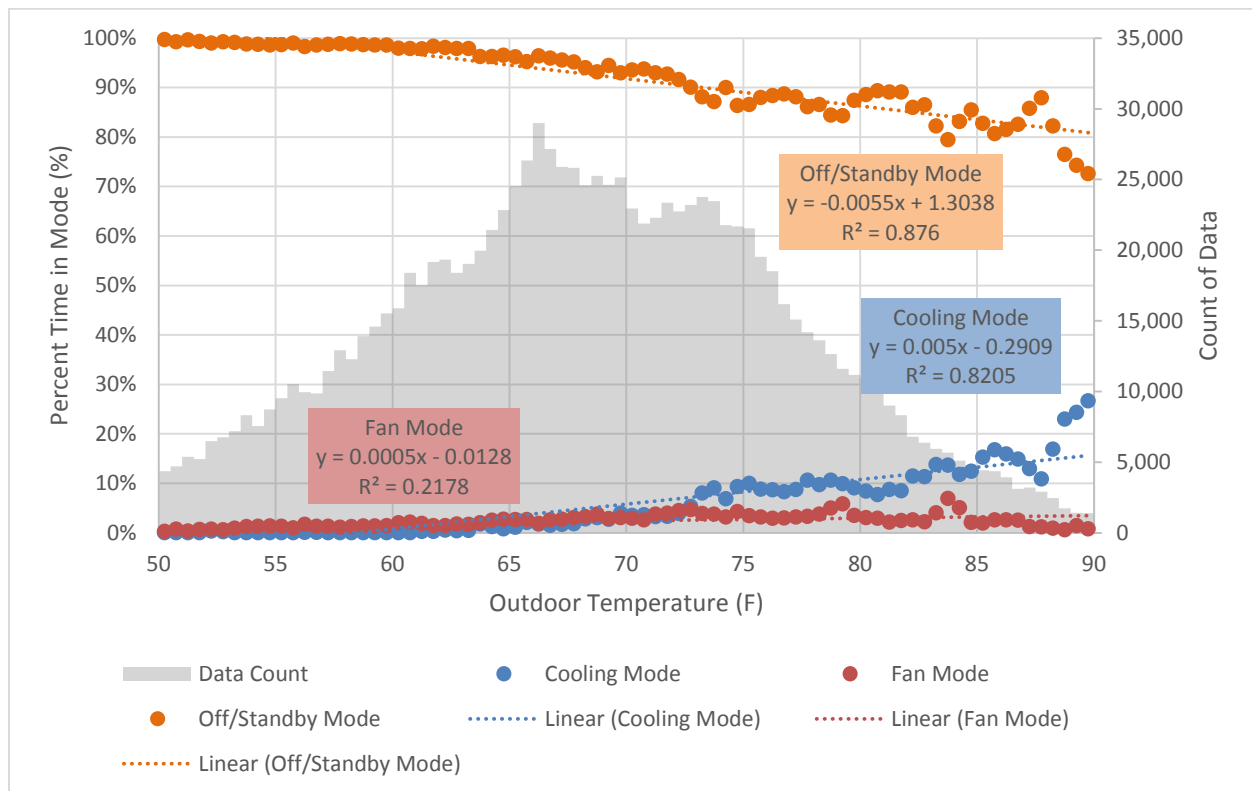 100%
90%
80%
70%
60%
50%
40%
30%
20%
10%
0%
Percent Time in Mode (%)
35,000
30,000
25,000
20,000
15,000
10,000
5,000
0
Count of Data
Off/Standby Mode
y = -0.0055x + 1.3038
R² = 0.876
Cooling Mode
y = 0.005x - 0.2909
R² = 0.8205
Fan Mode
y = 0.0005x - 0.0128
R² = 0.2178
50 55 60 65 70 75 80 85 90
Outdoor Temperature (F)
Data Count Cooling Mode Fan Mode
Off/Standby Mode Linear (Cooling Mode) Linear (Fan Mode)
Linear (Off/Standby Mode)